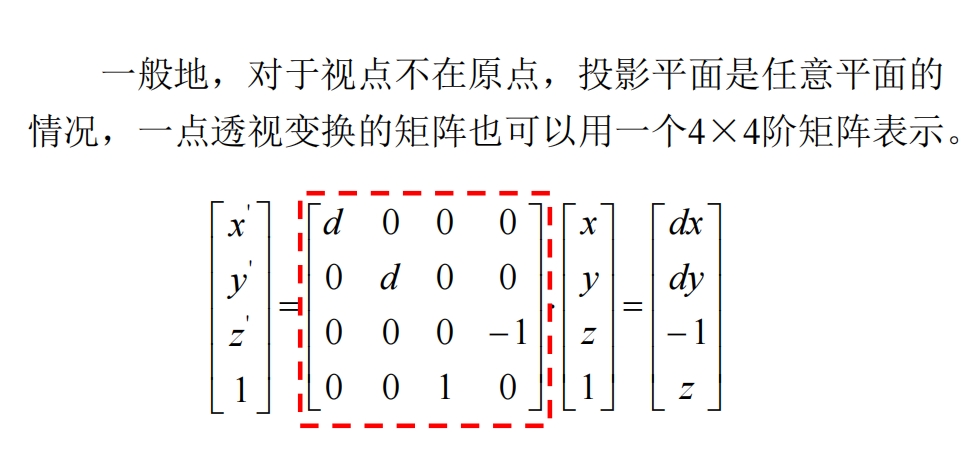 一般地，对于视点不在原点，投影平面是任意平面的
情况，一点透视变换的矩阵也可以用一个4×4阶矩阵表示。
[x' y' z' 1] = [d 0 0 0; 0 d 0 0; 0 0 0 −1; 0 0 1 0] · [x y z 1] = [dx dy −1 z]